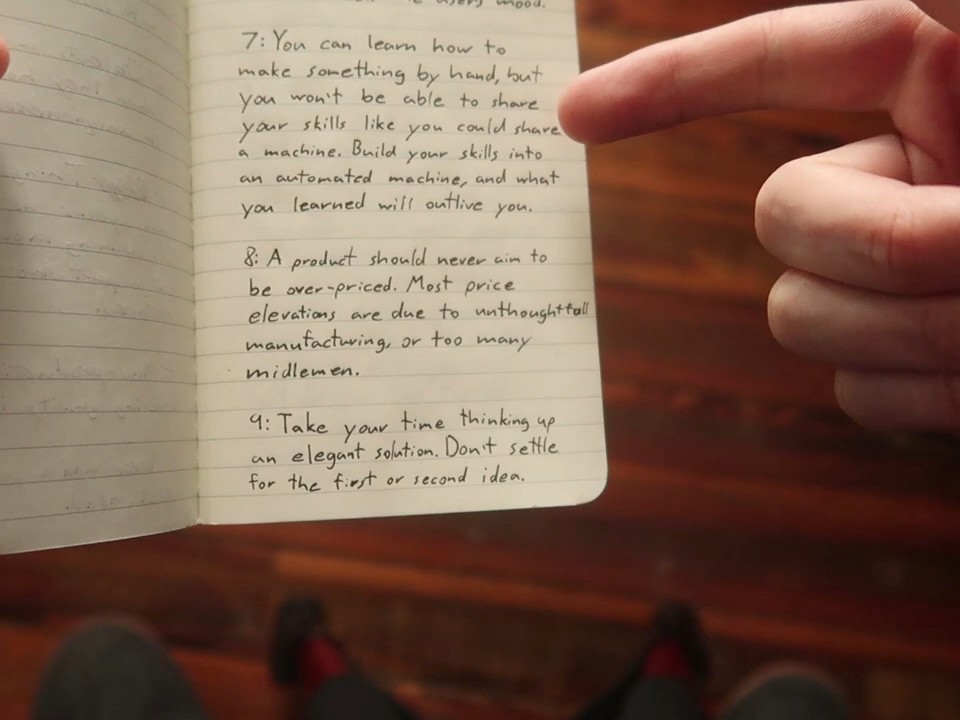 users mood.
7: You can learn how to
make something by hand, but
you won't be able to share
your skills like you could share
a machine. Build your skills into
an automated machine, and what
you learned will outlive you.
8: A product should never aim to
be over-priced. Most price
elevations are due to unthoughtfull
manufacturing, or too many
midlemen.
9: Take your time thinking up
an elegant solution. Don't settle
for the first or second idea.